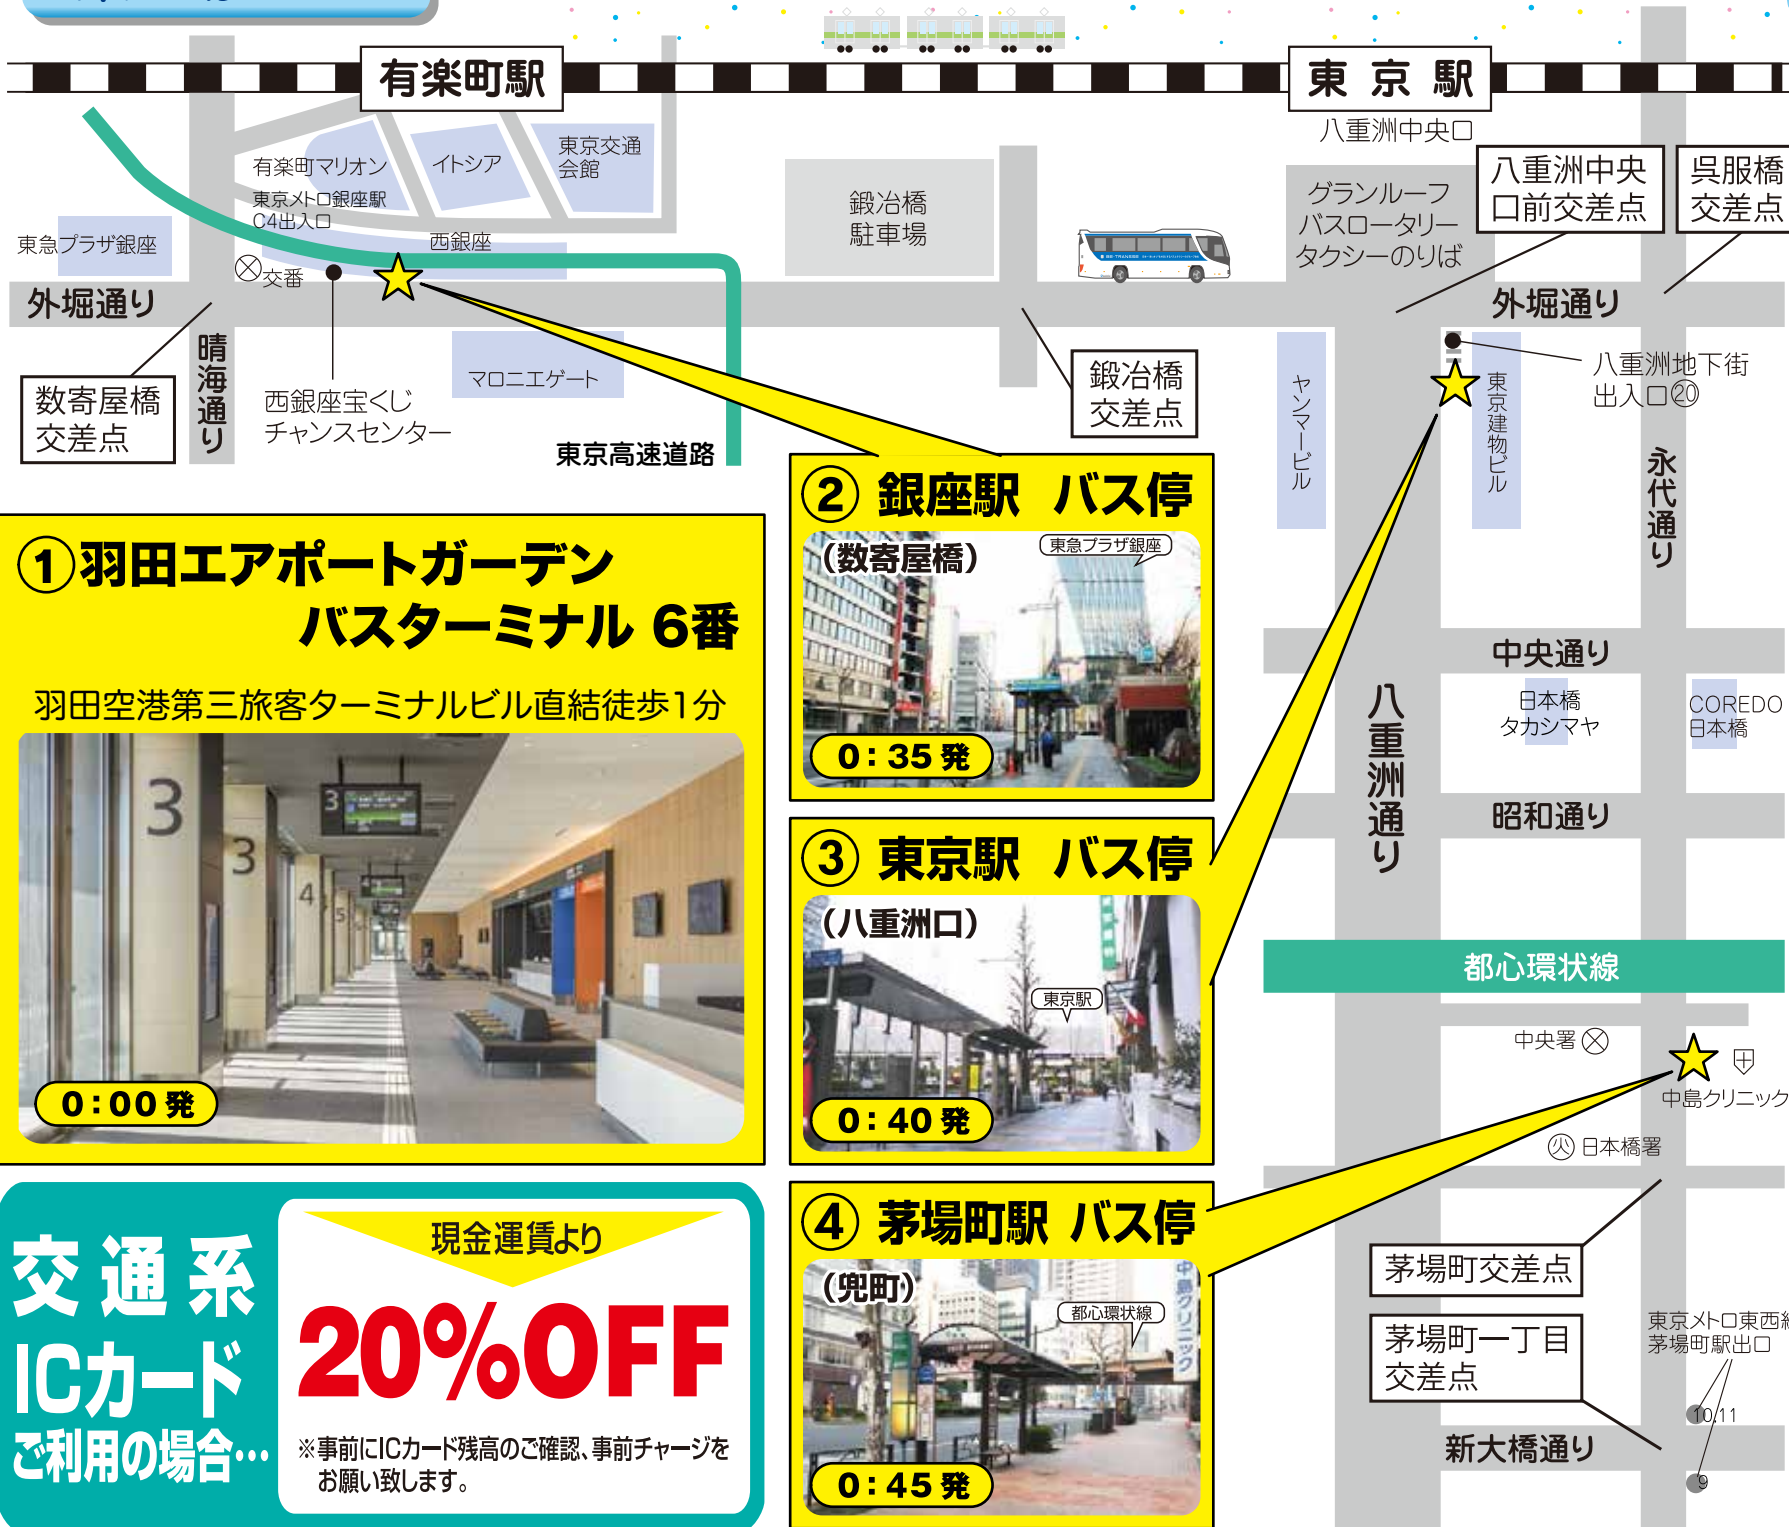 有楽町駅
東京駅
八重洲中央口
有楽町マリオン
イトシア
東京交通
会館
東京メトロ銀座駅
C4出入口
東急プラザ銀座
西銀座
交番
鍛冶橋
駐車場
グランルーフ
バスロータリー
タクシーのりば
八重洲中央
口前交差点
呉服橋
交差点
外堀通り
外堀通り
晴海通り
数寄屋橋
交差点
西銀座宝くじ
チャンスセンター
マロニエゲート
東京高速道路
鍛冶橋
交差点
ヤンマービル
東京建物ビル
八重洲地下街
出入口⑳
永代通り
①羽田エアポートガーデン
バスターミナル 6番
羽田空港第三旅客ターミナルビル直結徒歩1分
3
3
3
4
5
0:00発
② 銀座駅 バス停
(数寄屋橋)
東急プラザ銀座
0:35発
③ 東京駅 バス停
(八重洲口)
東京駅
0:40発
④ 茅場町駅 バス停
(兜町)
都心環状線
中島クリニック
0:45発
中央通り
日本橋
タカシマヤ
COREDO
日本橋
八重洲通り
昭和通り
都心環状線
中央署
中島クリニック
火 日本橋署
茅場町交差点
茅場町一丁目
交差点
東京メトロ東西線
茅場町駅出口
10,11
新大橋通り
9
交通系
ICカード
ご利用の場合…
現金運賃より
20%OFF
※事前にICカード残高のご確認、事前チャージを
お願い致します。